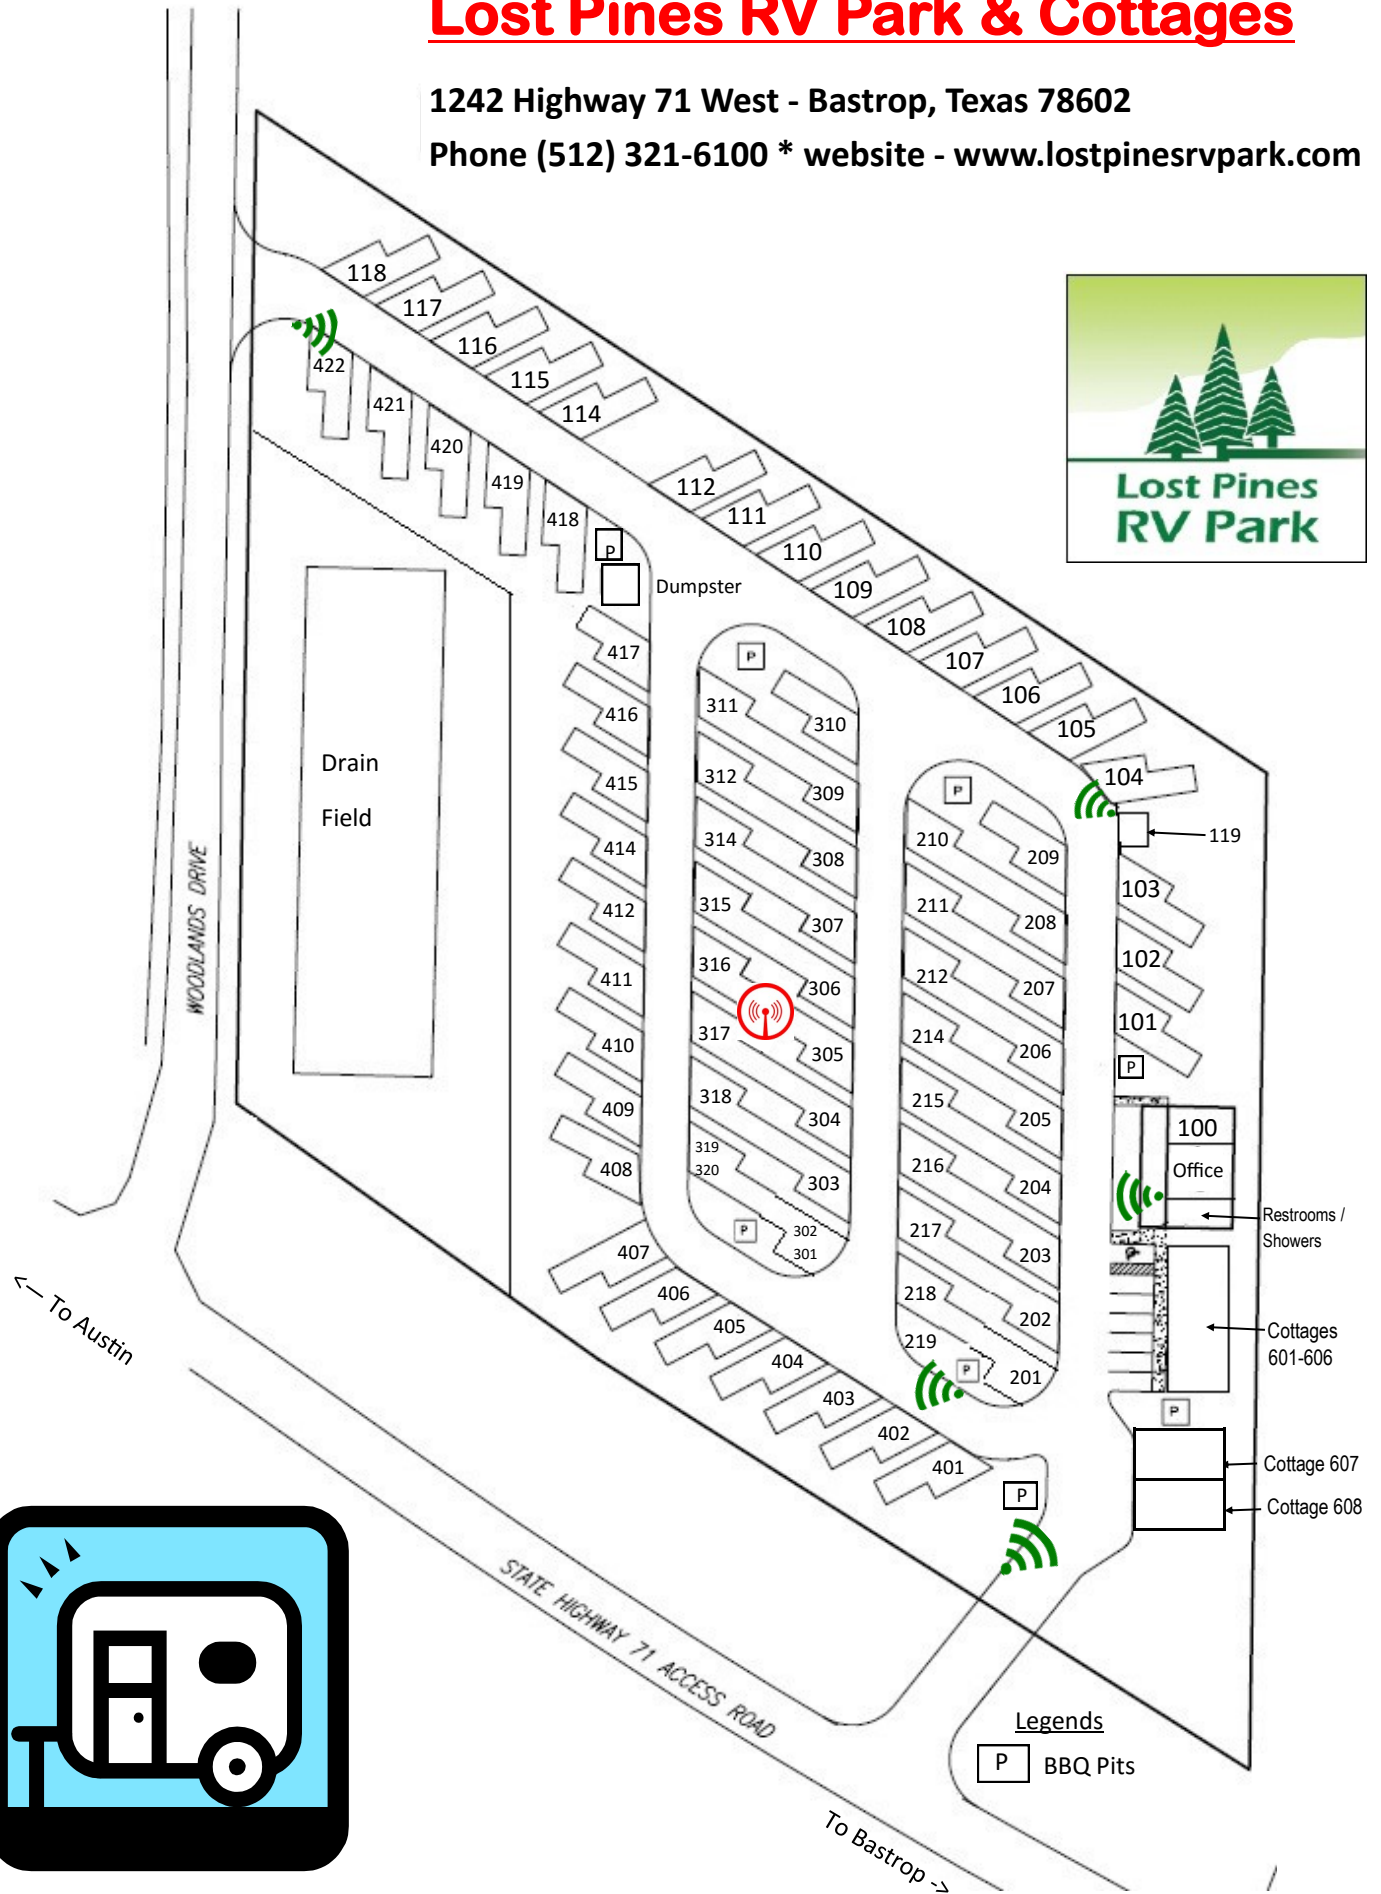 Lost Pines RV Park & Cottages
1242 Highway 71 West - Bastrop, Texas 78602
Phone (512) 321-6100 * website - www.lostpinesrvpark.com
Lost Pines
RV Park
118
117
116
115
114
112
111
110
109
108
107
106
105
104
119
103
102
101
P
100
Office
Restrooms /
Showers
Cottages
601-606
P
Cottage 607
Cottage 608
422
421
420
419
418
P
Dumpster
417
416
415
414
412
411
410
409
408
407
406
405
404
403
402
401
P
P
311
310
312
309
314
308
315
307
316
306
317
305
318
304
319
320
303
302
301
P
P
210
209
211
208
212
207
214
206
215
205
216
204
217
203
218
202
219
201
P
Drain
Field
WOODLANDS DRIVE
<— To Austin
STATE HIGHWAY 71 ACCESS ROAD
To Bastrop ->
Legends
P BBQ Pits